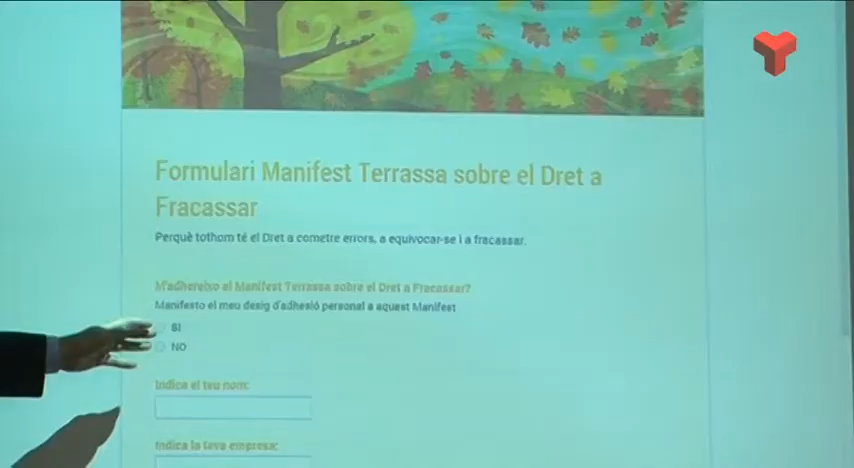 Formulari Manifest Terrassa sobre el Dret a
Fracassar
Perquè tothom té el Dret a cometre errors, a equivocar-se i a fracassar.
M'adhereixo al Manifest Terrassa sobre el Dret a Fracassar?
Manifesto el meu desig d'adhesió personal a aquest Manifest
SI
NO
Indica el teu nom:
Indica la teva empresa: